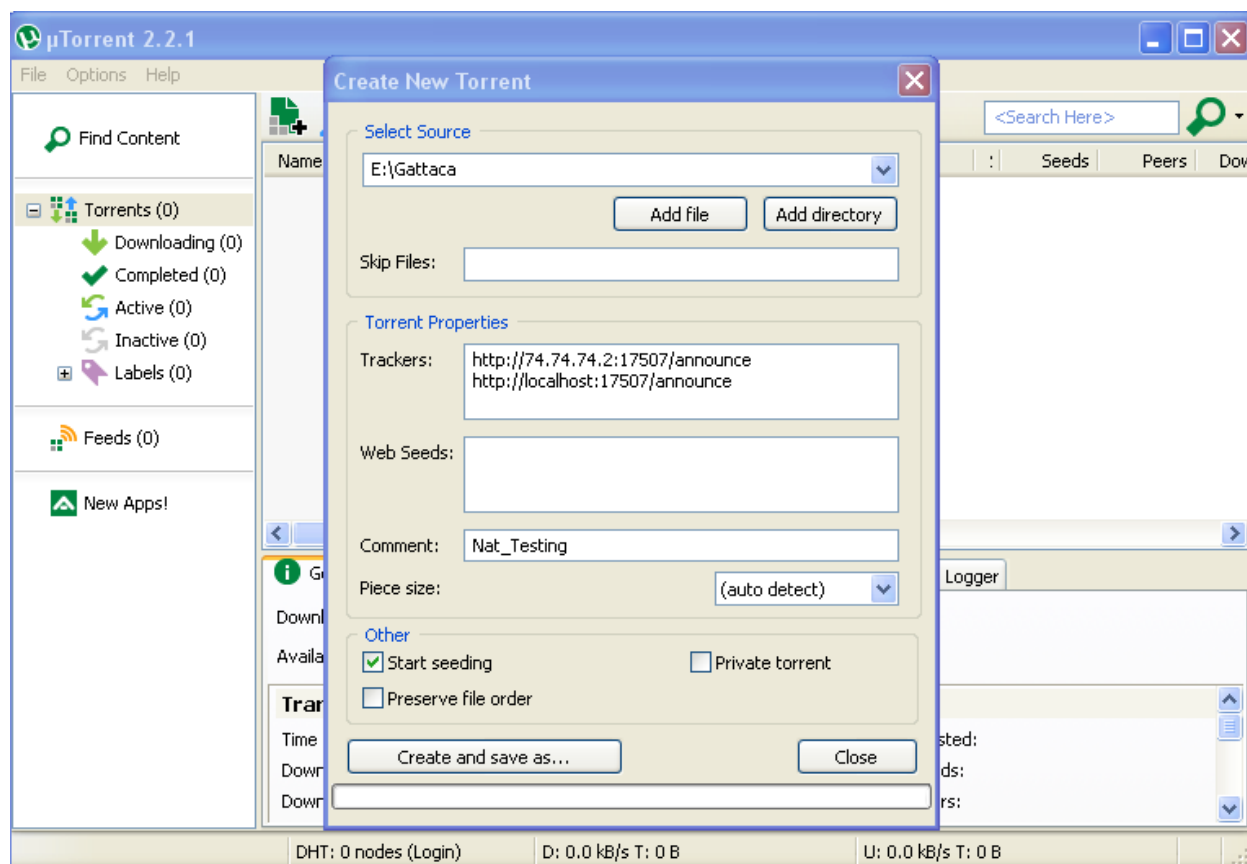 µTorrent 2.2.1
File Options Help
Create New Torrent
Find Content
Torrents (0)
Downloading (0)
Completed (0)
Active (0)
Inactive (0)
Labels (0)
Feeds (0)
New Apps!
<Search Here>
Name
:
Seeds
Peers
Select Source
E:\Gattaca
Add file
Add directory
Skip Files:
Torrent Properties
Trackers:
http://74.74.74.2:17507/announce
http://localhost:17507/announce
Web Seeds:
Comment:
Nat_Testing
Piece size:
(auto detect)
Other
Start seeding
Private torrent
Preserve file order
Create and save as...
Close
Logger
Time
DHT: 0 nodes (Login)
D: 0.0 kB/s T: 0 B
U: 0.0 kB/s T: 0 B